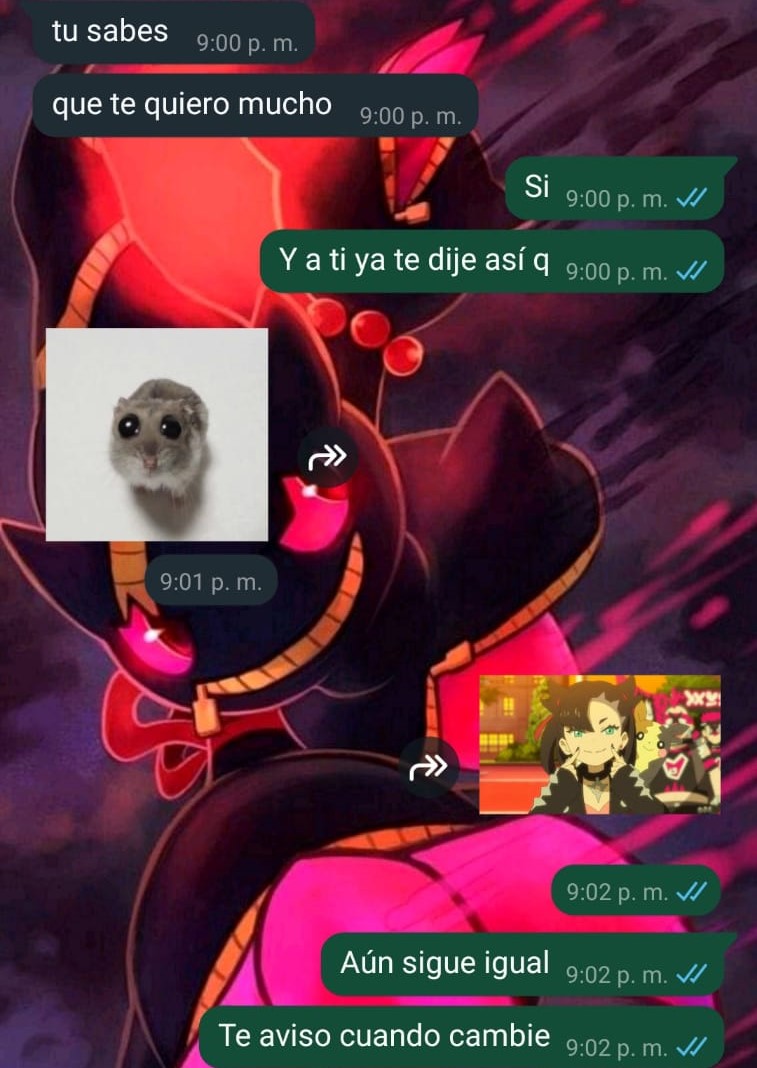 tu sabes 9:00 p. m.
que te quiero mucho 9:00 p. m.
Si 9:00 p. m.
Y a ti ya te dije así q 9:00 p. m.
9:01 p. m.
9:02 p. m.
Aún sigue igual 9:02 p. m.
Te aviso cuando cambie 9:02 p. m.